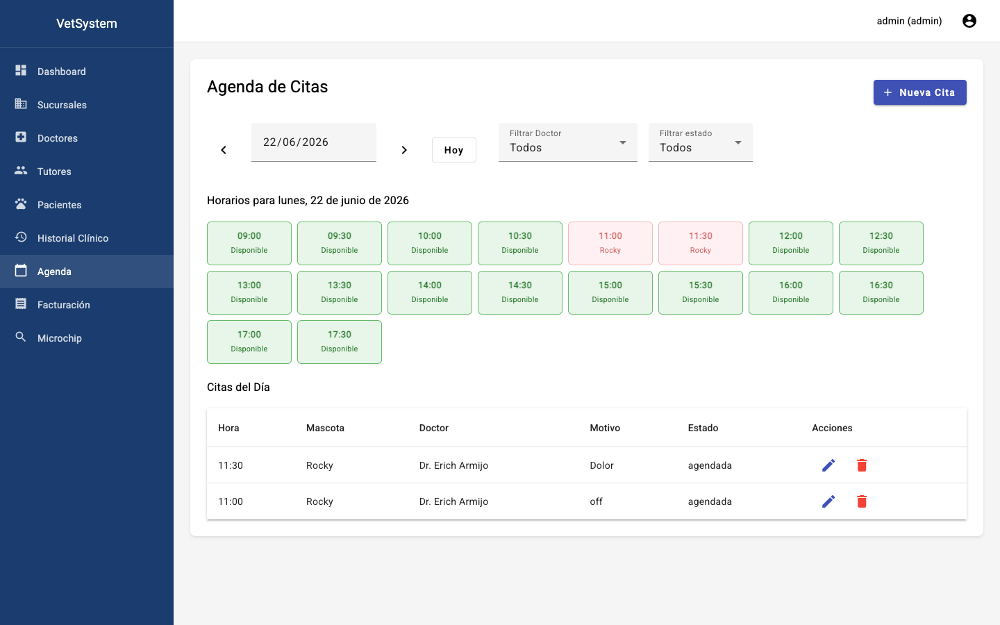 VetSystem
admin (admin)
Dashboard
Sucursales
Doctores
Tutores
Pacientes
Historial Clínico
Agenda
Facturación
Microchip
Agenda de Citas
+ Nueva Cita
22/06/2026
Hoy
Filtrar Doctor
Todos
Filtrar estado
Todos
Horarios para lunes, 22 de junio de 2026
09:00 09:30 10:00 10:30 11:00 11:30 12:00 12:30
Disponible Disponible Disponible Disponible Rocky Rocky Disponible Disponible
13:00 13:30 14:00 14:30 15:00 15:30 16:00 16:30
Disponible Disponible Disponible Disponible Disponible Disponible Disponible Disponible
17:00 17:30
Disponible Disponible
Citas del Día
Hora Mascota Doctor Motivo Estado Acciones
11:30 Rocky Dr. Erich Armijo Dolor agendada
11:00 Rocky Dr. Erich Armijo off agendada